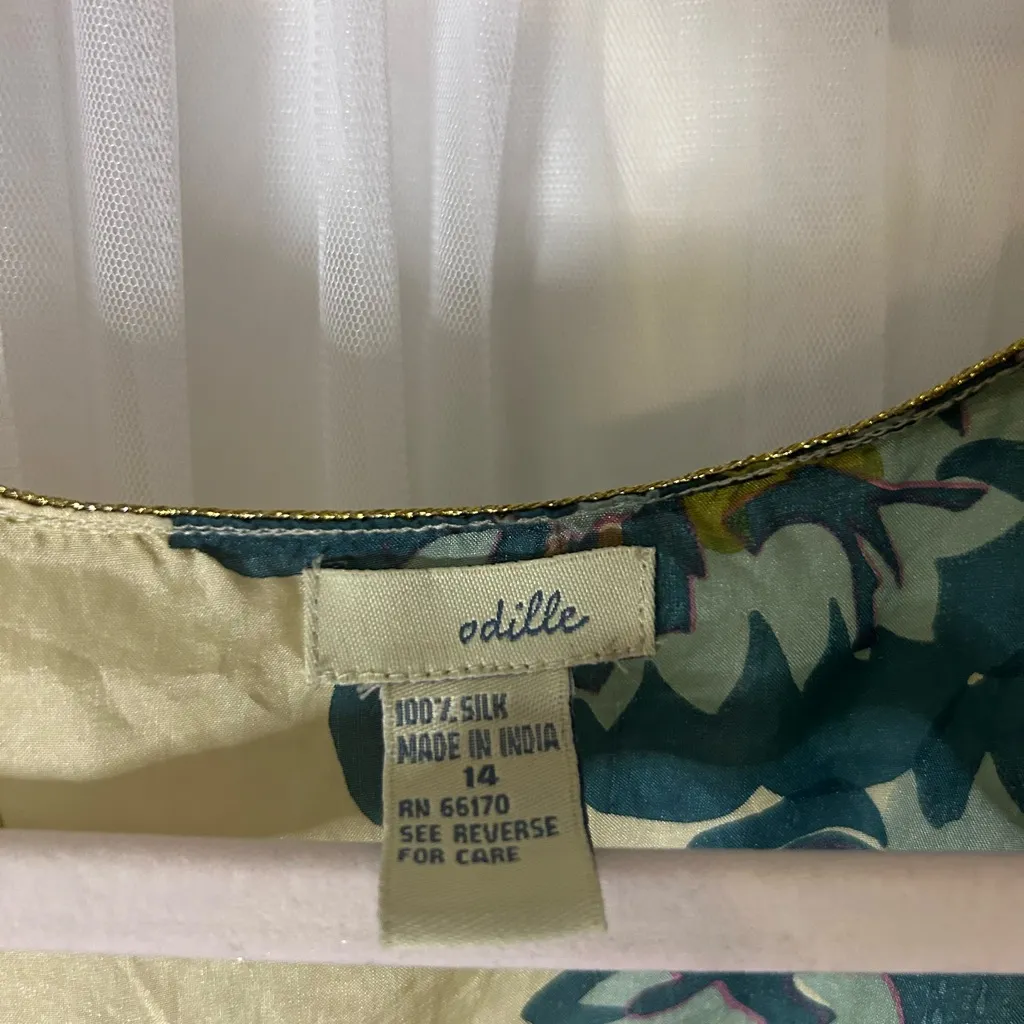 odille
100% SILK
MADE IN INDIA
14
RN 66170
SEE REVERSE
FOR CARE